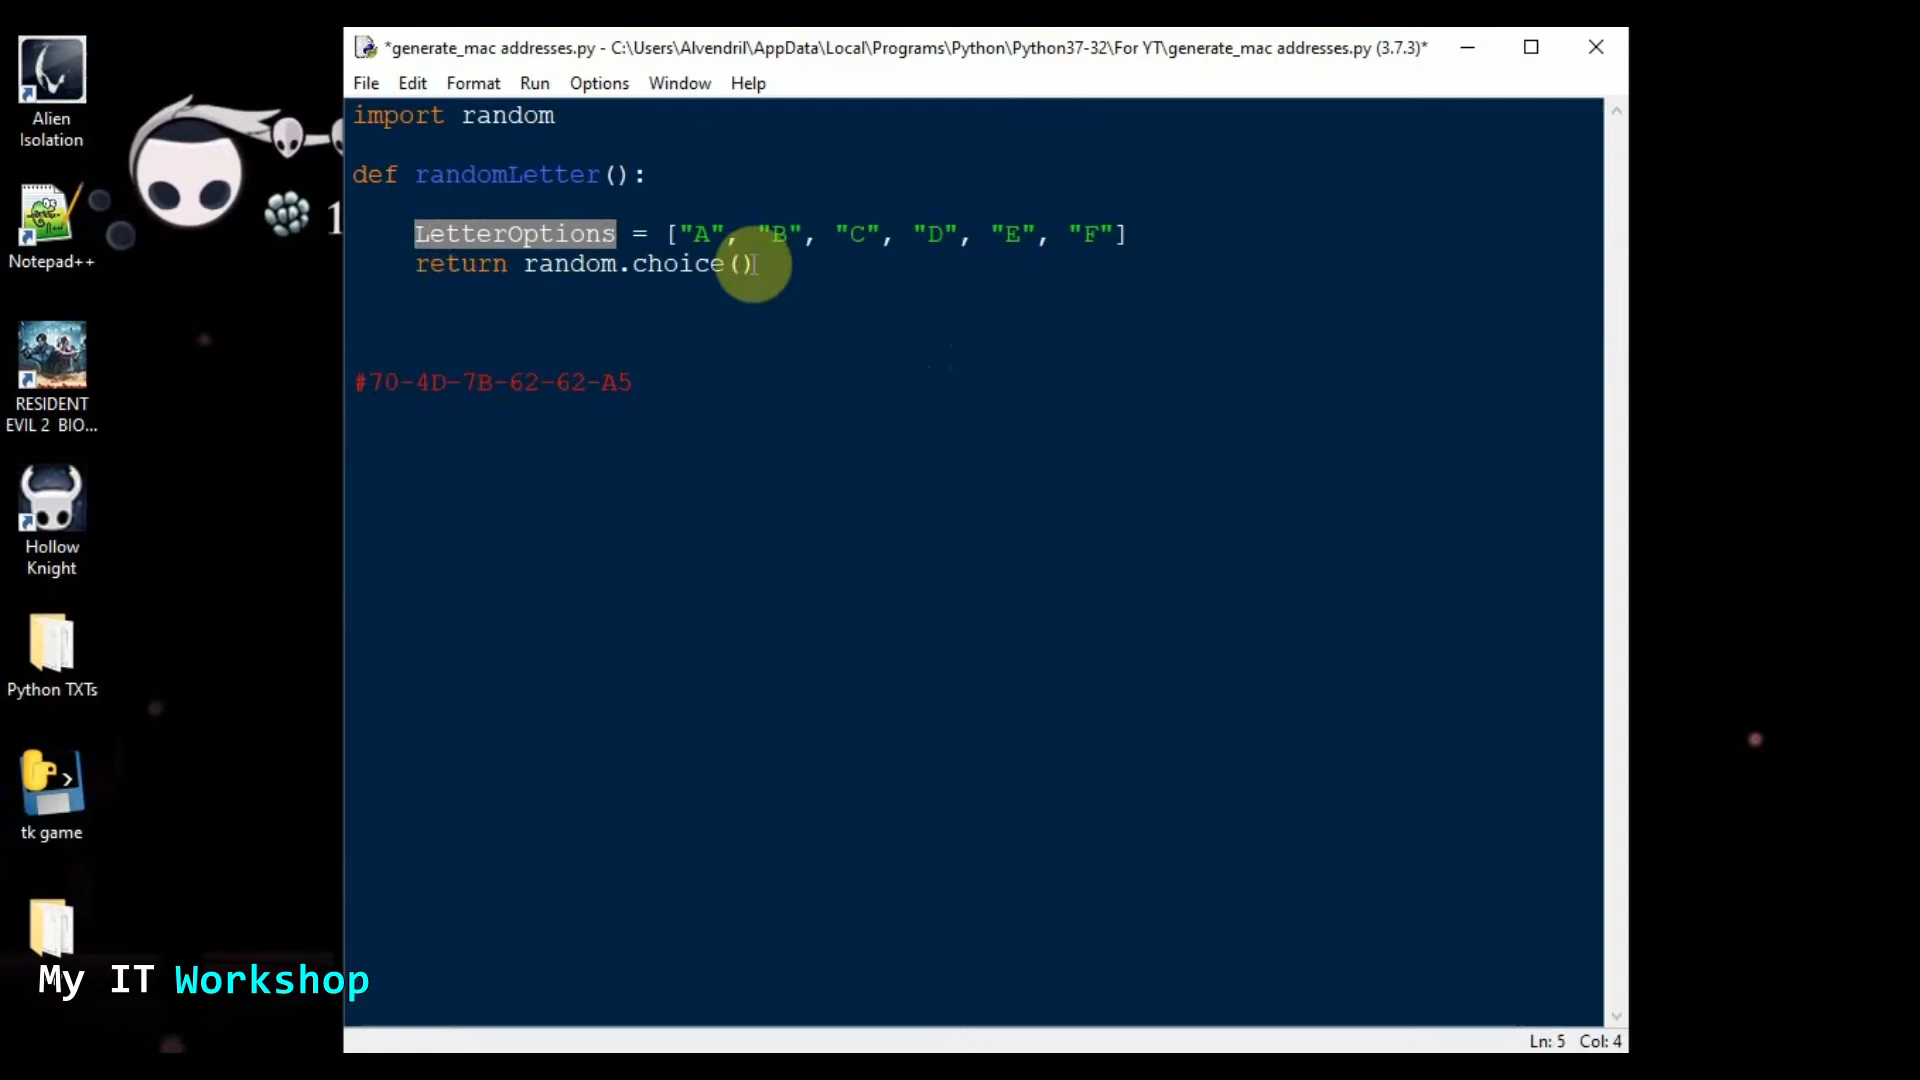 *generate_mac addresses.py - C:\Users\Alvendril\AppData\Local\Programs\Python\Python37-32\For YT\generate_mac addresses.py (3.7.3)*
File Edit Format Run Options Window Help
import random
def randomLetter():
LetterOptions = ["A", "B", "C", "D", "E", "F"]
return random.choice()
#70-4D-7B-62-62-A5
Ln: 5 Col: 4
Alien
Isolation
Notepad++
1
RESIDENT
EVIL 2 BIO...
Hollow
Knight
Python TXTs
tk game
My IT Workshop